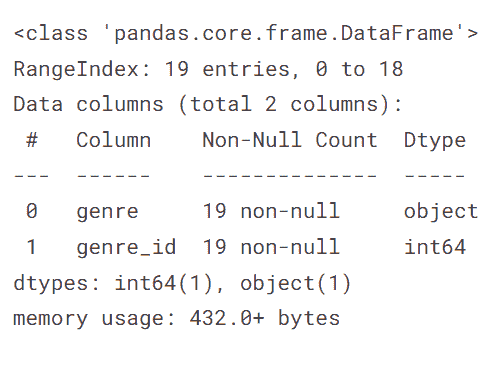 <class 'pandas.core.frame.DataFrame'>
RangeIndex: 19 entries, 0 to 18
Data columns (total 2 columns):
 #   Column    Non-Null Count  Dtype
---  ------    --------------  -----
 0   genre     19 non-null     object
 1   genre_id  19 non-null     int64
dtypes: int64(1), object(1)
memory usage: 432.0+ bytes